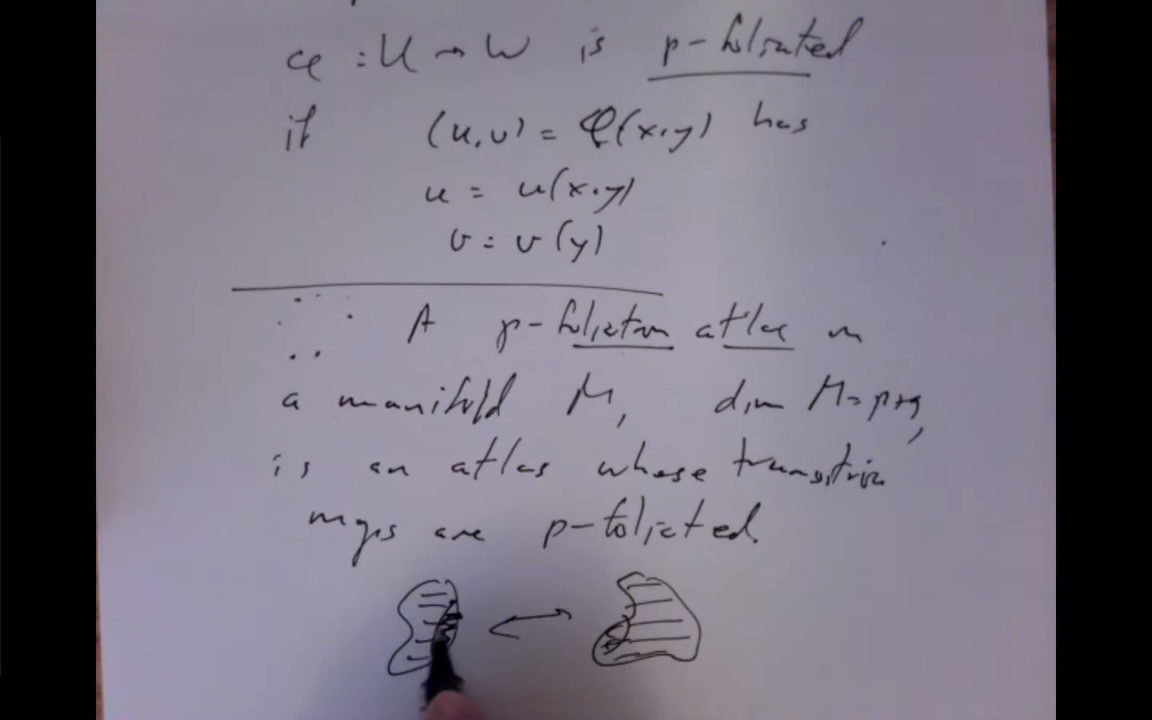 φ : U → W is p-foliated
if (u,v) = φ(x,y) has
u = u(x,y)
v = v(y)
∴ A p-foliation atlas on
a manifold M, dim M = p+q,
is an atlas whose transition
maps are p-foliated.